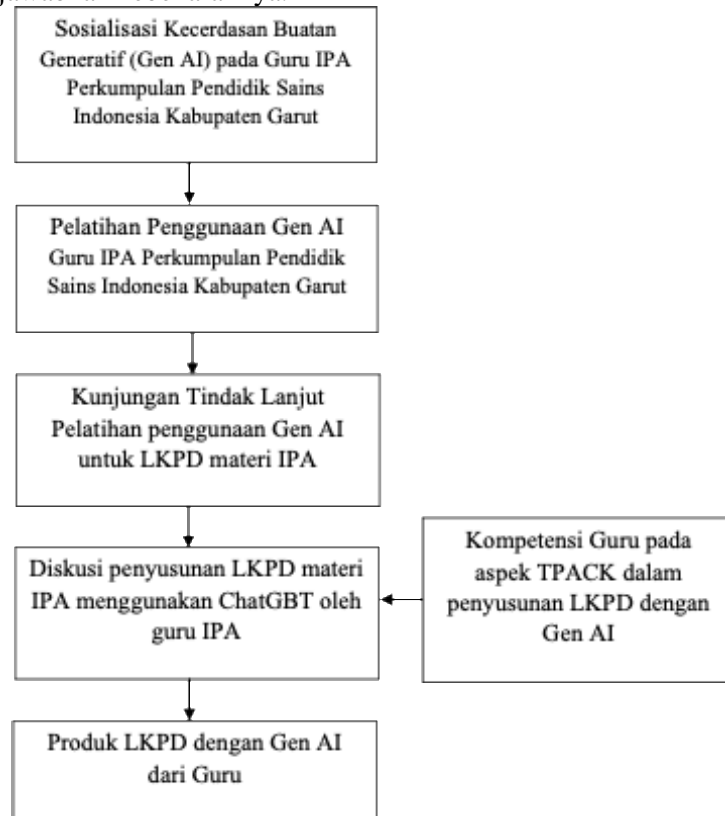 Sosialisasi Kecerdasan Buatan
Generatif (Gen AI) pada Guru IPA
Perkumpulan Pendidik Sains
Indonesia Kabupaten Garut
Pelatihan Penggunaan Gen AI
Guru IPA Perkumpulan Pendidik
Sains Indonesia Kabupaten Garut
Kunjungan Tindak Lanjut
Pelatihan penggunaan Gen AI
untuk LKPD materi IPA
Diskusi penyusunan LKPD materi
IPA menggunakan ChatGBT oleh
guru IPA
Kompetensi Guru pada
aspek TPACK dalam
penyusunan LKPD dengan
Gen AI
Produk LKPD dengan Gen AI
dari Guru